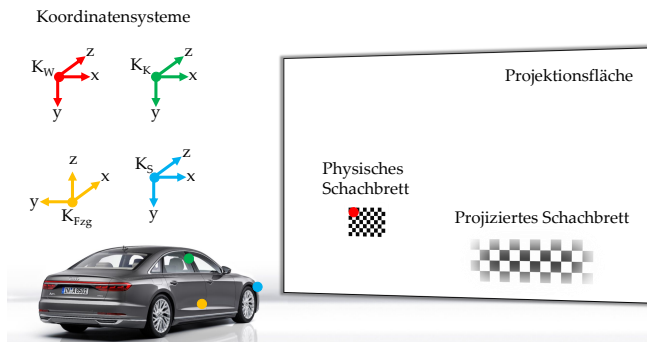 Koordinatensysteme
K_W
z
x
y
K_K
z
x
y
z
x
y
K_Fzg
K_S
z
x
y
Projektionsfläche
Physisches
Schachbrett
Projiziertes Schachbrett